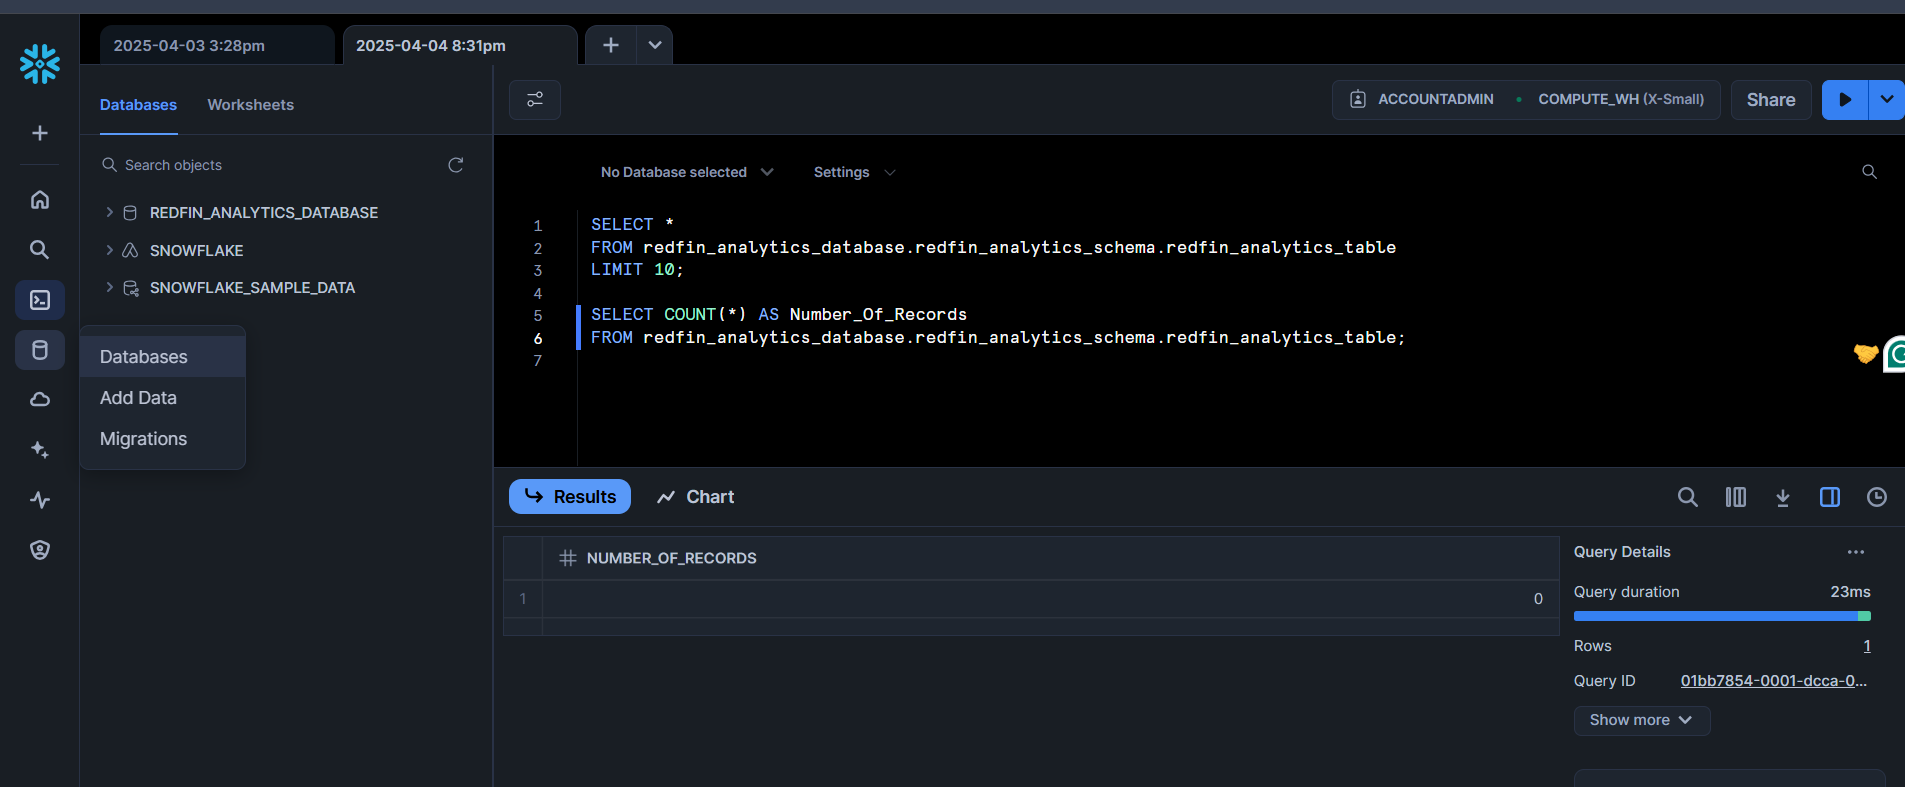 2025-04-03 3:28pm
2025-04-04 8:31pm
Databases
Worksheets
ACCOUNTADMIN
COMPUTE_WH (X-Small)
Share
Search objects
No Database selected
Settings
REDFIN_ANALYTICS_DATABASE
SNOWFLAKE
SNOWFLAKE_SAMPLE_DATA
Databases
Add Data
Migrations
1 SELECT *
2 FROM redfin_analytics_database.redfin_analytics_schema.redfin_analytics_table
3 LIMIT 10;
4
5 SELECT COUNT(*) AS Number_Of_Records
6 FROM redfin_analytics_database.redfin_analytics_schema.redfin_analytics_table;
7
Results
Chart
# NUMBER_OF_RECORDS
1 0
Query Details
...
Query duration 23ms
Rows 1
Query ID 01bb7854-0001-dcca-0...
Show more